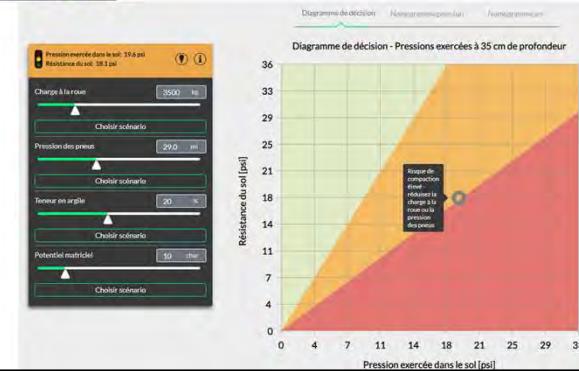 Diagramme de décision
Pression exercée dans le sol: 19.6 psi
Résistance du sol: 18.1 psi
Charge à la roue 3500 kg
Choisir scénario
Pression des pneus 29.0
Choisir scénario
Teneur en argile 20 %
Choisir scénario
Potentiel matriciel 10
Choisir scénario
Diagramme de décision - Pressions exercées à 35 cm de profondeur
Résistance du sol [psi]
36
33
29
25
21
18
14
11
7
4
0
Risque de
compaction
élevé -
réduisez la
charge à la
roue ou la
pression
des pneus
0 4 7 11 14 18 21 25 29 3
Pression exercée dans le sol [psi]